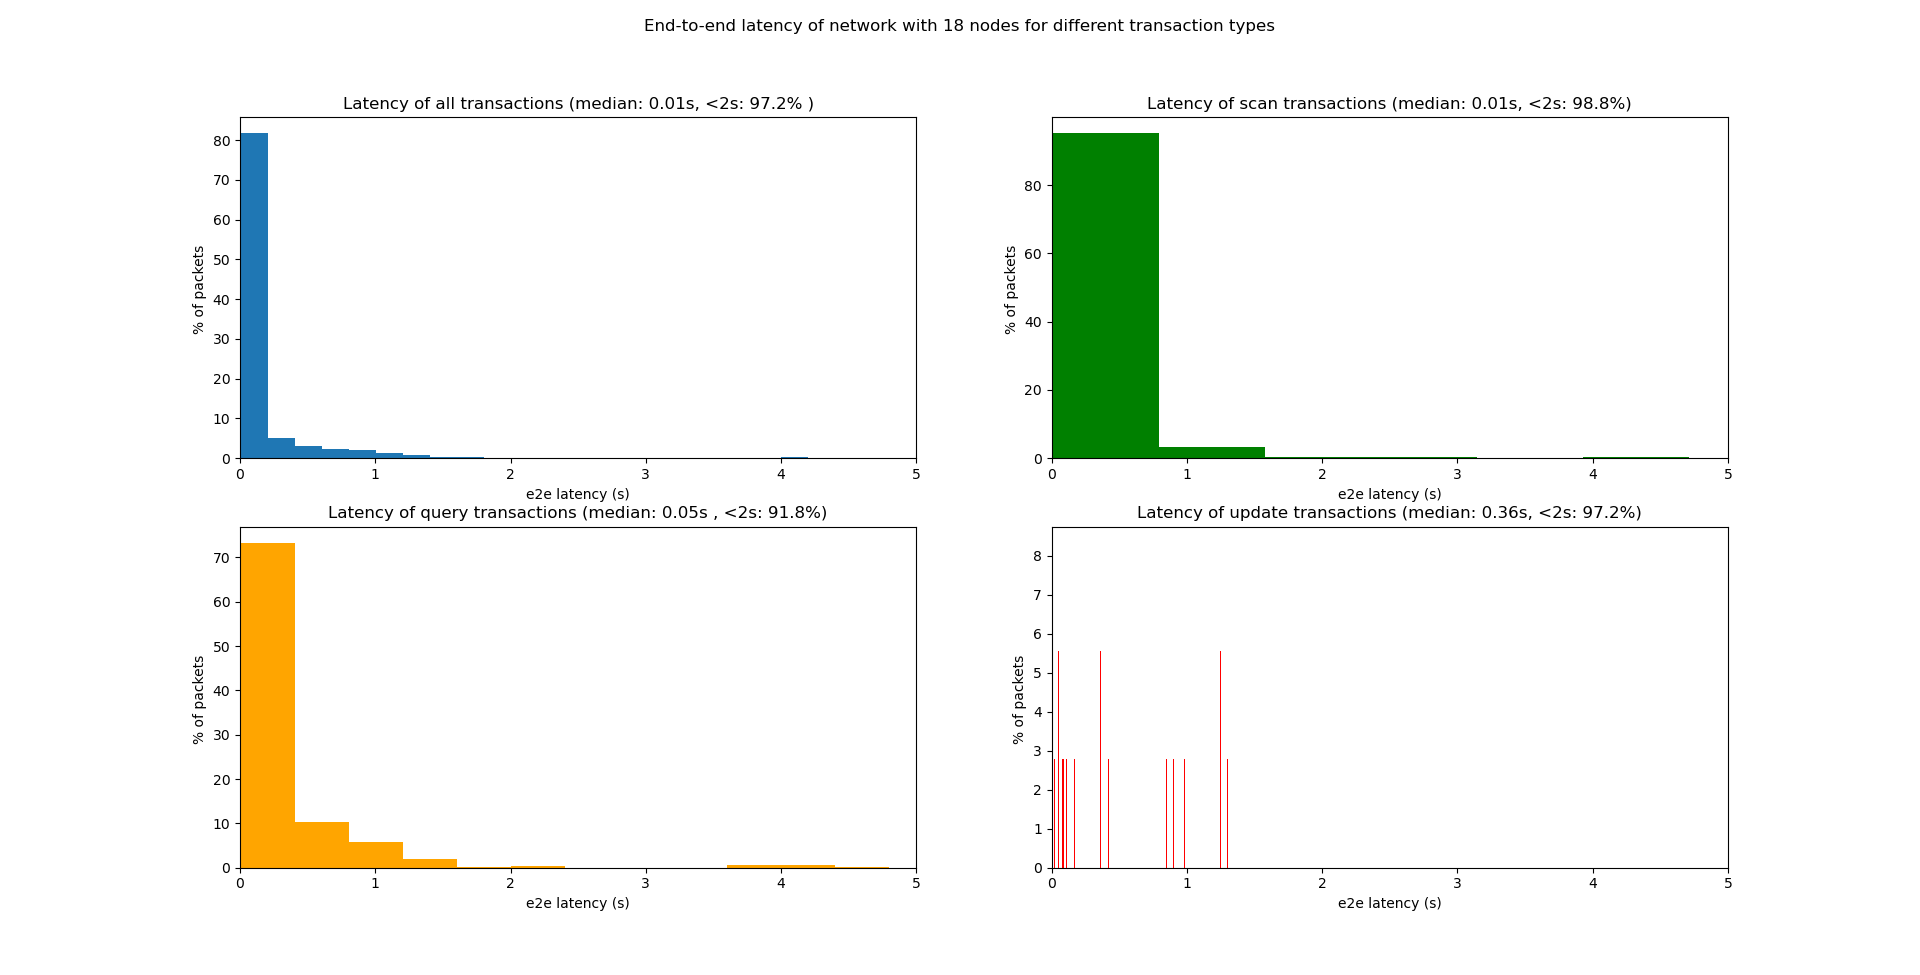 End-to-end latency of network with 18 nodes for different transaction types
Latency of all transactions (median: 0.01s, <2s: 97.2% )
80
70
60
50
40
30
20
10
0
% of packets
0 1 2 3 4 5
e2e latency (s)
Latency of scan transactions (median: 0.01s, <2s: 98.8%)
80
60
40
20
0
% of packets
0 1 2 3 4 5
e2e latency (s)
Latency of query transactions (median: 0.05s , <2s: 91.8%)
70
60
50
40
30
20
10
0
% of packets
0 1 2 3 4 5
e2e latency (s)
Latency of update transactions (median: 0.36s, <2s: 97.2%)
8
7
6
5
4
3
2
1
0
% of packets
0 1 2 3 4 5
e2e latency (s)